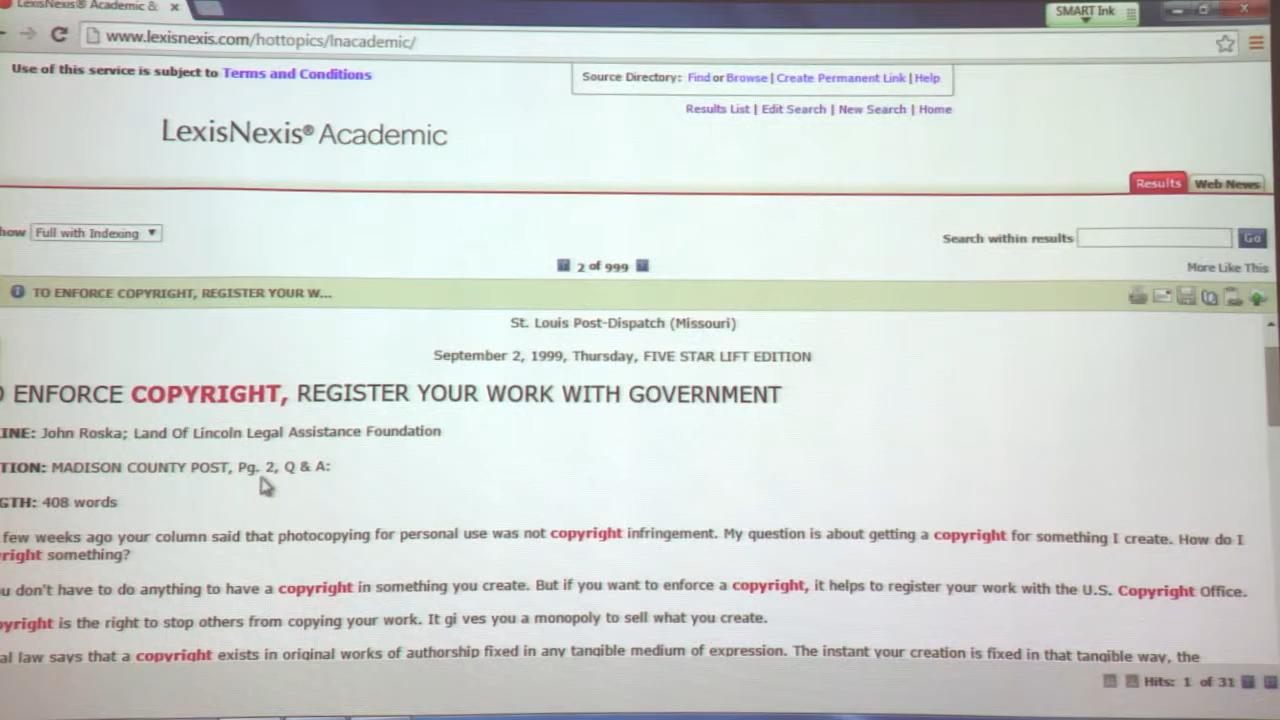 LexisNexis® Academic &
SMART Ink
www.lexisnexis.com/hottopics/lnacademic/
Use of this service is subject to Terms and Conditions
Source Directory: Find or Browse | Create Permanent Link | Help
Results List | Edit Search | New Search | Home
LexisNexis® Academic
Results Web News
how Full with Indexing
Search within results Go
2 of 999
More Like This
TO ENFORCE COPYRIGHT, REGISTER YOUR W...
St. Louis Post-Dispatch (Missouri)
September 2, 1999, Thursday, FIVE STAR LIFT EDITION
O ENFORCE COPYRIGHT, REGISTER YOUR WORK WITH GOVERNMENT
INE: John Roska; Land Of Lincoln Legal Assistance Foundation
TION: MADISON COUNTY POST, Pg. 2, Q & A:
GTH: 408 words
few weeks ago your column said that photocopying for personal use was not copyright infringement. My question is about getting a copyright for something I create. How do I
right something?
u don't have to do anything to have a copyright in something you create. But if you want to enforce a copyright, it helps to register your work with the U.S. Copyright Office.
yright is the right to stop others from copying your work. It gi ves you a monopoly to sell what you create.
al law says that a copyright exists in original works of authorship fixed in any tangible medium of expression. The instant your creation is fixed in that tangible way, the
Hits: 1 of 31